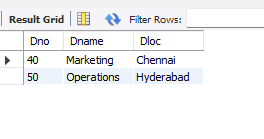 Result Grid Filter Rows:
Dno Dname Dloc
40 Marketing Chennai
50 Operations Hyderabad